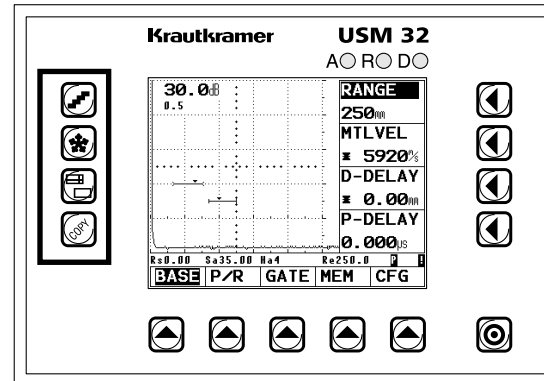 Krautkramer USM 32
A R D
30.0dB
0.5
RANGE
250mm
MTLVEL
5920m/s
D-DELAY
0.00mm
P-DELAY
0.000µs
Rs0.00 Sa35.00 Ha4 Re250.0 P !
BASE P/R GATE MEM CFG
COPY